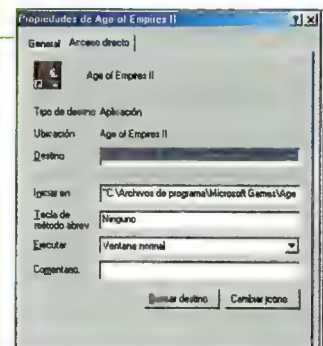 Propiedades de Age of Empires II
General Acceso directo
Age of Empires II
Tipo de destino Aplicación
Ubicación Age of Empires II
Destino
Iniciar en "C:\Archivos de programa\Microsoft Games\Age
Tecla de método abrev Ninguno
Ejecutar Ventana normal
Comentario.
Buscar destino. Cambiar icono.